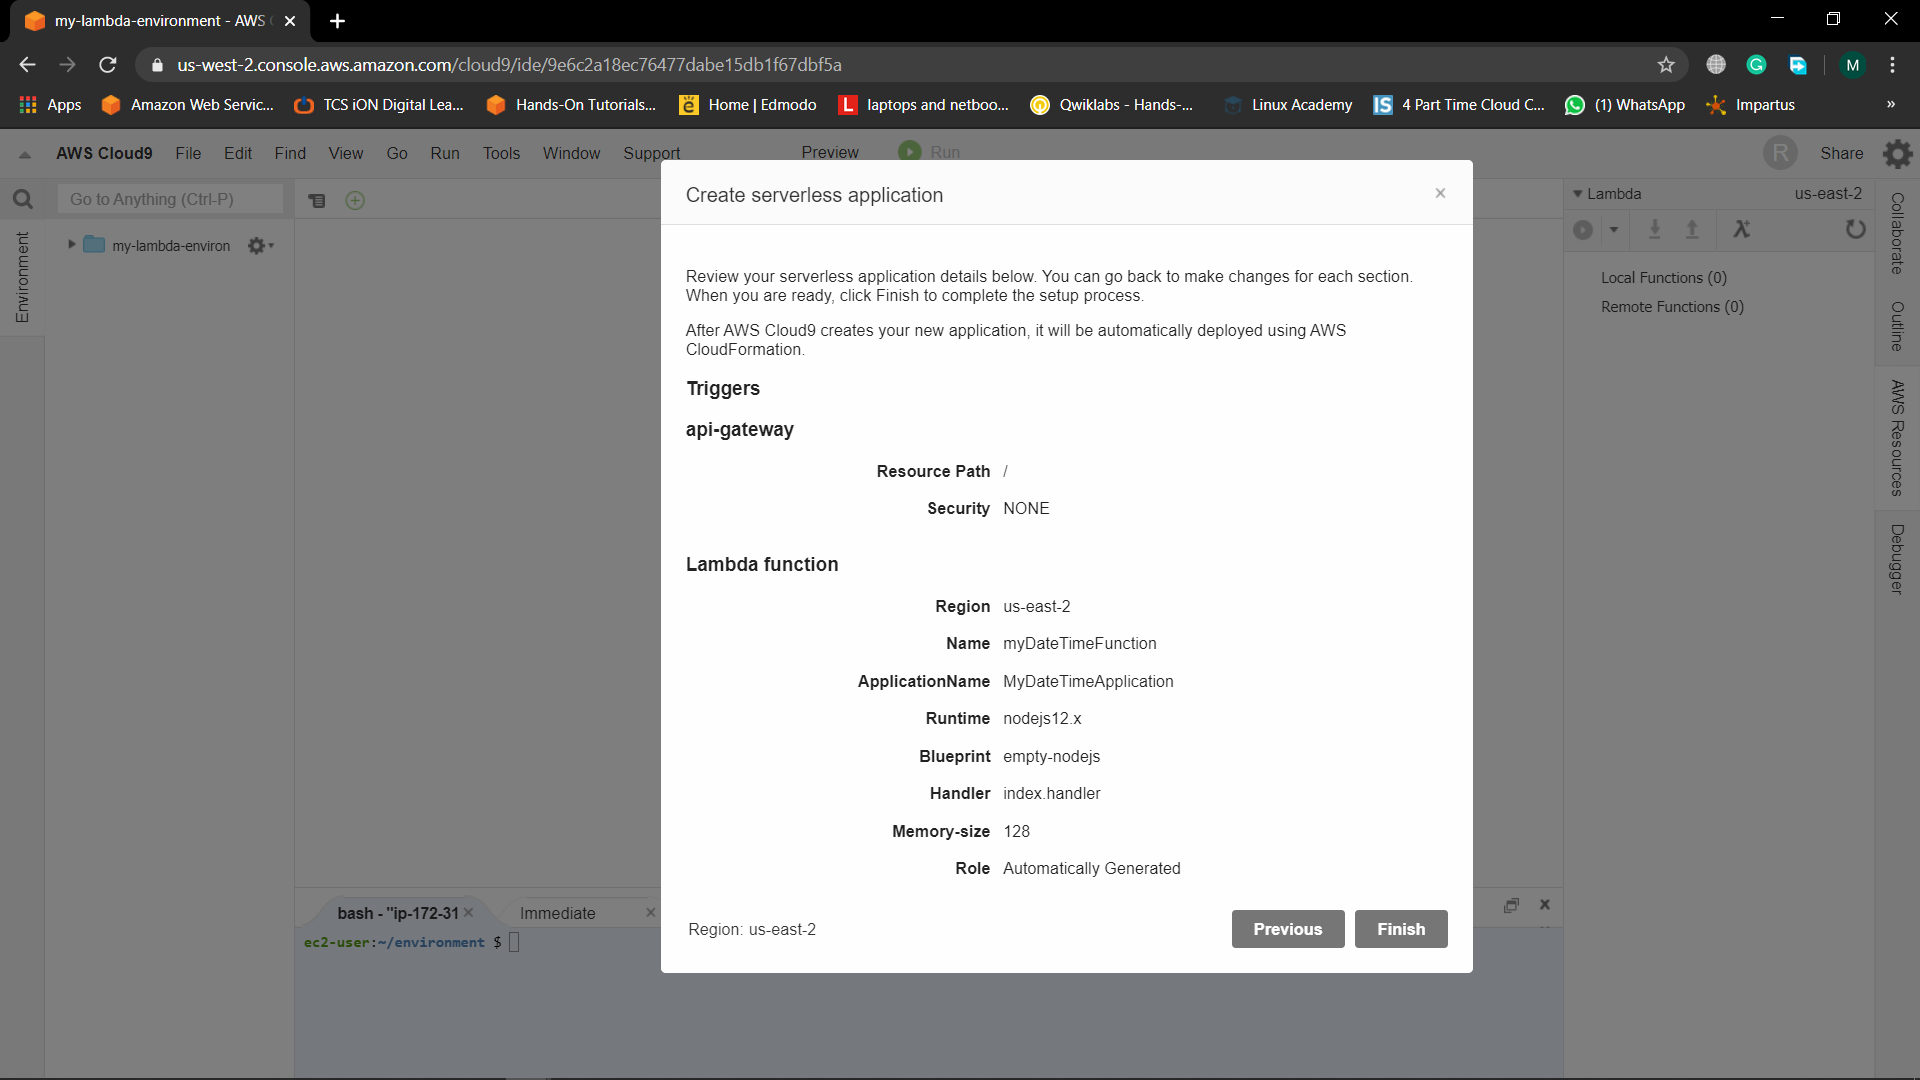 my-lambda-environment - AWS C
us-west-2.console.aws.amazon.com/cloud9/ide/9e6c2a18ec76477dabe15db1f67dbf5a
M
Apps
Amazon Web Servic...
TCS iON Digital Lea...
Hands-On Tutorials...
Home | Edmodo
laptops and netboo...
Qwiklabs - Hands-...
Linux Academy
4 Part Time Cloud C...
(1) WhatsApp
Impartus
»
AWS Cloud9
File
Edit
Find
View
Go
Run
Tools
Window
Support
Preview
Run
R
Share
Go to Anything (Ctrl-P)
Environment
my-lambda-environ
Create serverless application
Review your serverless application details below. You can go back to make changes for each section.
When you are ready, click Finish to complete the setup process.
After AWS Cloud9 creates your new application, it will be automatically deployed using AWS
CloudFormation.
Triggers
api-gateway
Resource Path /
Security NONE
Lambda function
Region us-east-2
Name myDateTimeFunction
ApplicationName MyDateTimeApplication
Runtime nodejs12.x
Blueprint empty-nodejs
Handler index.handler
Memory-size 128
Role Automatically Generated
Region: us-east-2
Previous
Finish
Lambda
us-east-2
Local Functions (0)
Remote Functions (0)
Collaborate
Outline
AWS Resources
Debugger
bash - "ip-172-31
Immediate
ec2-user:~/environment $